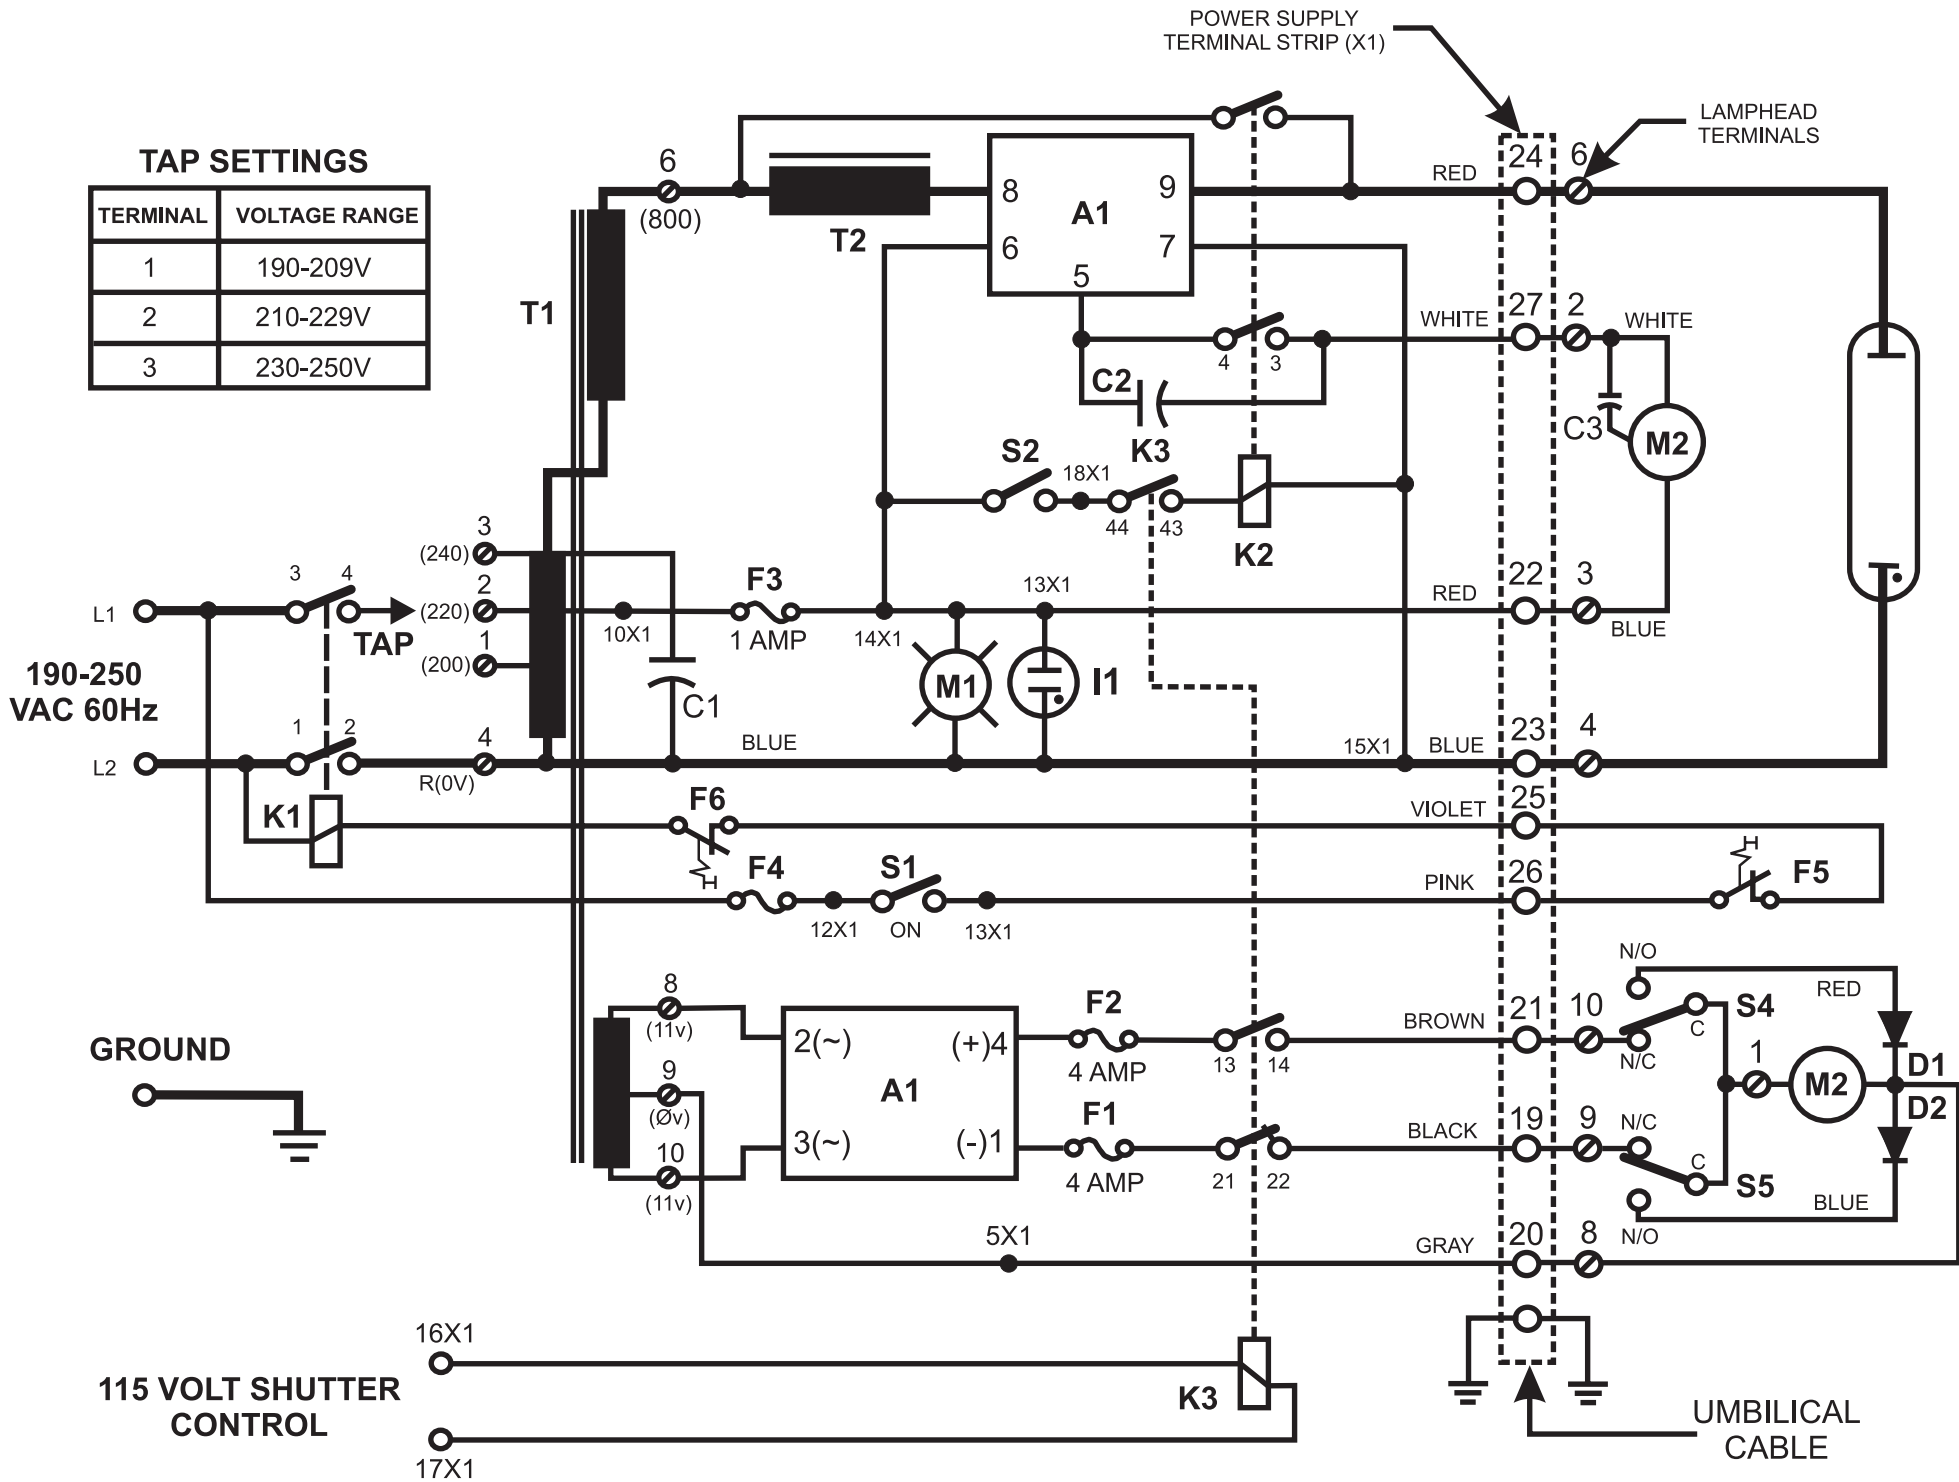 POWER SUPPLY
TERMINAL STRIP (X1)
LAMPHEAD
TERMINALS
TAP SETTINGS
TERMINAL VOLTAGE RANGE
1 190-209V
2 210-229V
3 230-250V
6
(800)
T1
T2
8 9
A1
6 7
5
RED 24 6
4 3
WHITE 27 2 WHITE
C2
C3 M2
S2 18X1 K3
44 43
K2
3
(240)
2
(220)
1
(200)
3 4
L1
TAP
10X1
F3
1 AMP
14X1
13X1
RED 22 3
BLUE
190-250
VAC 60Hz
C1
M1
I1
1 2
L2
4
R(0V)
BLUE
15X1 BLUE 23 4
K1
F6
VIOLET 25
F4 S1
12X1 ON 13X1
PINK 26
F5
8
(11v)
9
(Øv)
10
(11v)
2(~) (+)4
A1
3(~) (-)1
F2
4 AMP
F1
4 AMP
13 14
21 22
BROWN 21 10
BLACK 19 9
N/O
RED
C S4
N/C
1
M2
D1
D2
N/C
C
S5
BLUE
N/O
5X1
GRAY 20 8
GROUND
16X1
115 VOLT SHUTTER
CONTROL
17X1
K3
UMBILICAL
CABLE